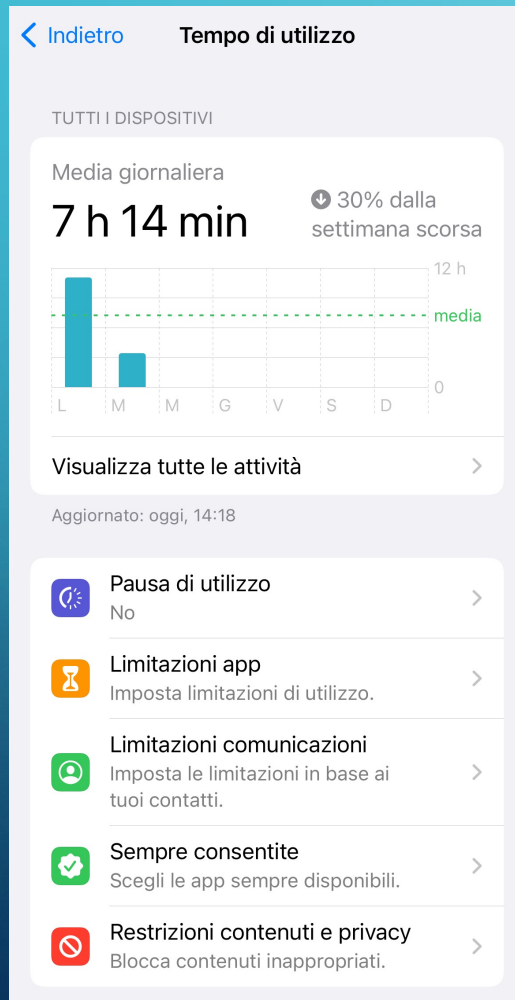 Indietro
Tempo di utilizzo
TUTTI I DISPOSITIVI
Media giornaliera
7 h 14 min
30% dalla
settimana scorsa
12 h
media
0
L M M G V S D
Visualizza tutte le attività
Aggiornato: oggi, 14:18
Pausa di utilizzo
No
Limitazioni app
Imposta limitazioni di utilizzo.
Limitazioni comunicazioni
Imposta le limitazioni in base ai
tuoi contatti.
Sempre consentite
Scegli le app sempre disponibili.
Restrizioni contenuti e privacy
Blocca contenuti inappropriati.